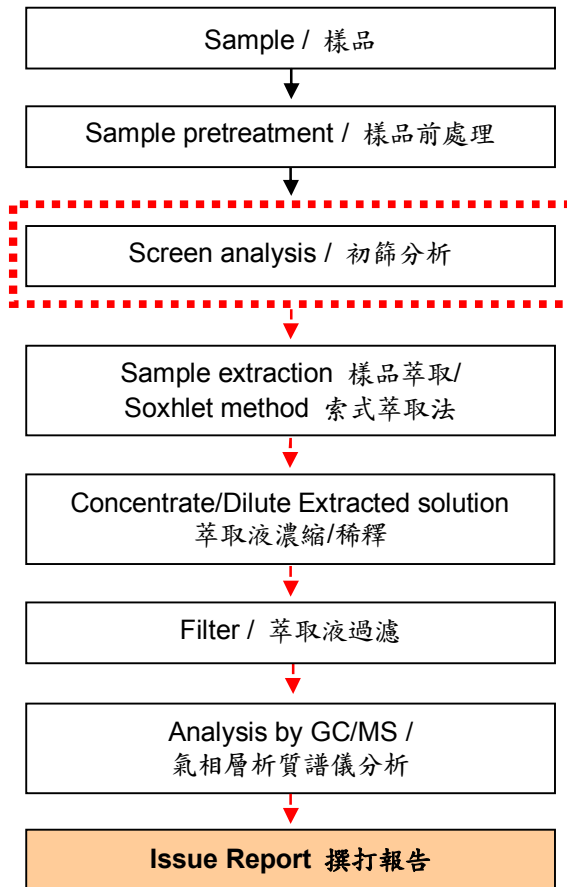 Sample / 樣品
Sample pretreatment / 樣品前處理
Screen analysis / 初篩分析
Sample extraction 樣品萃取/
Soxhlet method 索式萃取法
Concentrate/Dilute Extracted solution
萃取液濃縮/稀釋
Filter / 萃取液過濾
Analysis by GC/MS /
氣相層析質譜儀分析
Issue Report 撰打報告